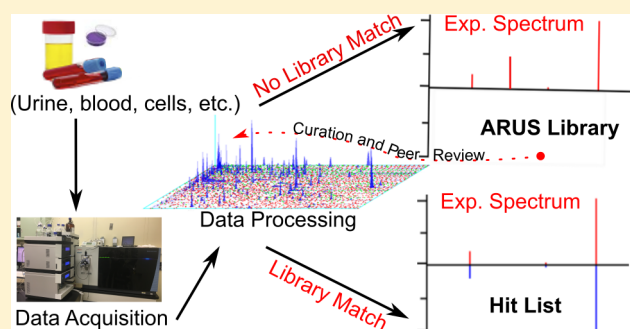 (Urine, blood, cells, etc.)
No Library Match
Exp. Spectrum
ARUS Library
Curation and Peer-Review
Data Processing
Exp. Spectrum
Library Match
Hit List
Data Acquisition